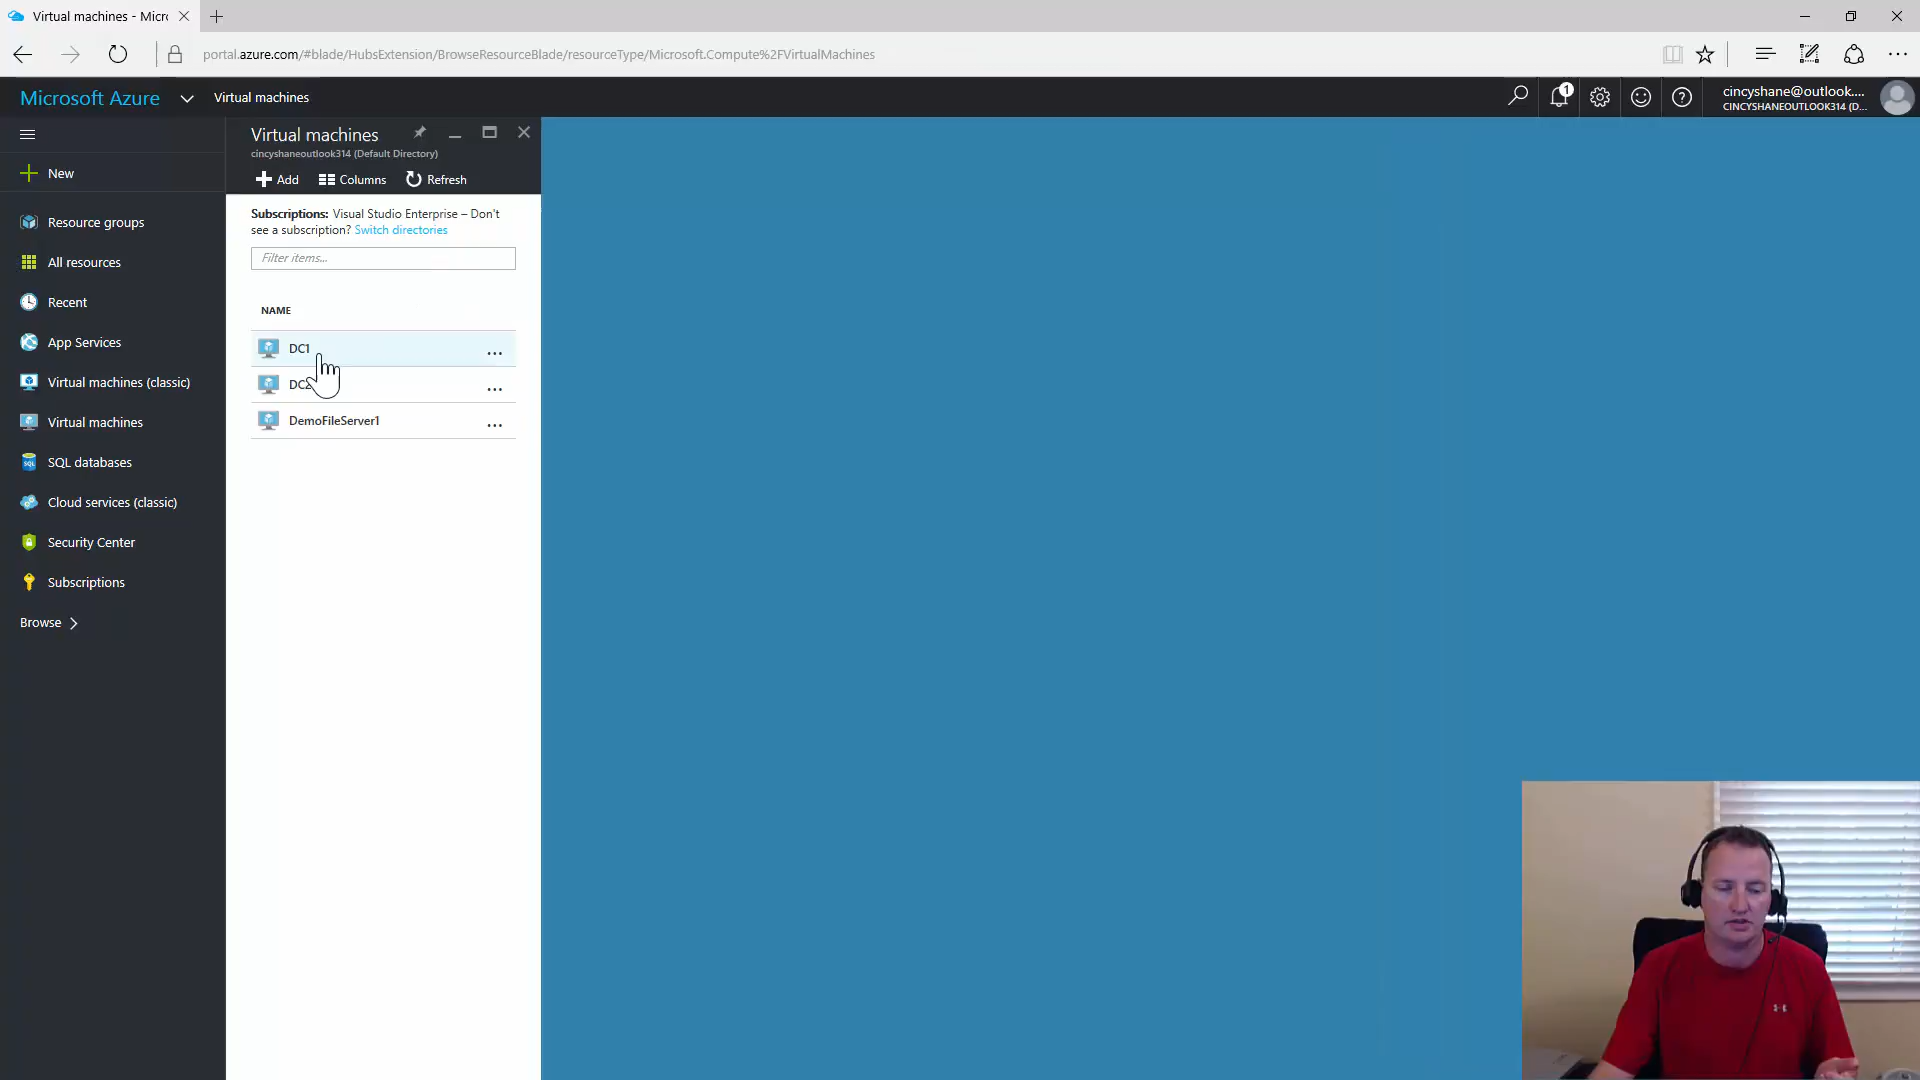 Virtual machines - Micr
portal.azure.com/#blade/HubsExtension/BrowseResourceBlade/resourceType/Microsoft.Compute%2FVirtualMachines
Microsoft Azure
Virtual machines
1
cincyshane@outlook....
CINCYSHANEOUTLOOK314 (D...
New
Resource groups
All resources
Recent
App Services
Virtual machines (classic)
Virtual machines
SQL databases
Cloud services (classic)
Security Center
Subscriptions
Browse
Virtual machines
cincyshaneoutlook314 (Default Directory)
Add
Columns
Refresh
Subscriptions: Visual Studio Enterprise – Don't
see a subscription? Switch directories
Filter items...
NAME
DC1
...
DC2
...
DemoFileServer1
...